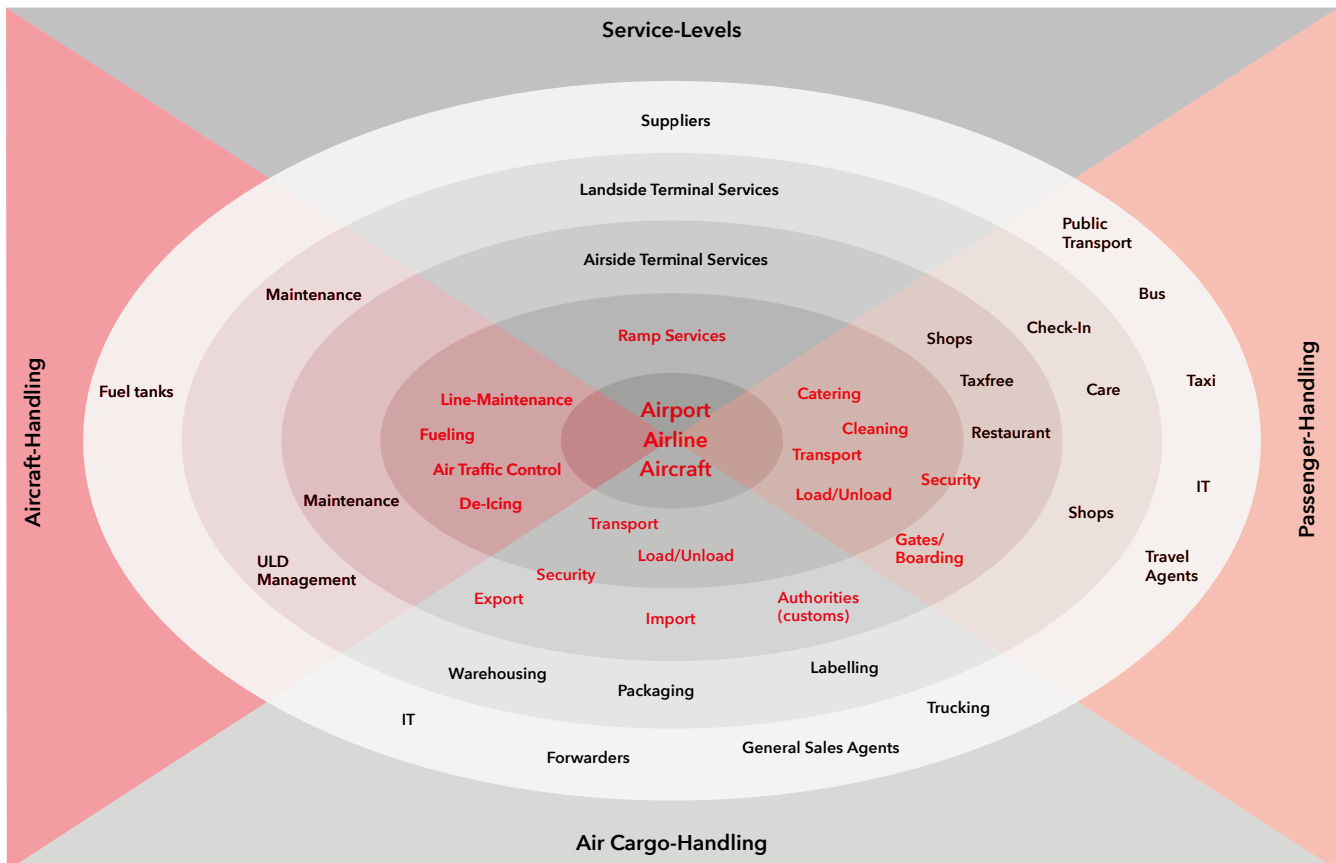 Service-Levels
Suppliers
Landside Terminal Services
Airside Terminal Services
Ramp Services
Airport
Airline
Aircraft
Aircraft-Handling
Fuel tanks
Maintenance
Maintenance
ULD
Management
Line-Maintenance
Fueling
Air Traffic Control
De-Icing
Passenger-Handling
Public
Transport
Bus
Taxi
IT
Travel
Agents
Check-In
Care
Shops
Shops
Taxfree
Restaurant
Security
Gates/
Boarding
Catering
Cleaning
Transport
Load/Unload
Transport
Load/Unload
Security
Export
Import
Authorities
(customs)
Warehousing
Packaging
Labelling
IT
Forwarders
General Sales Agents
Trucking
Air Cargo-Handling